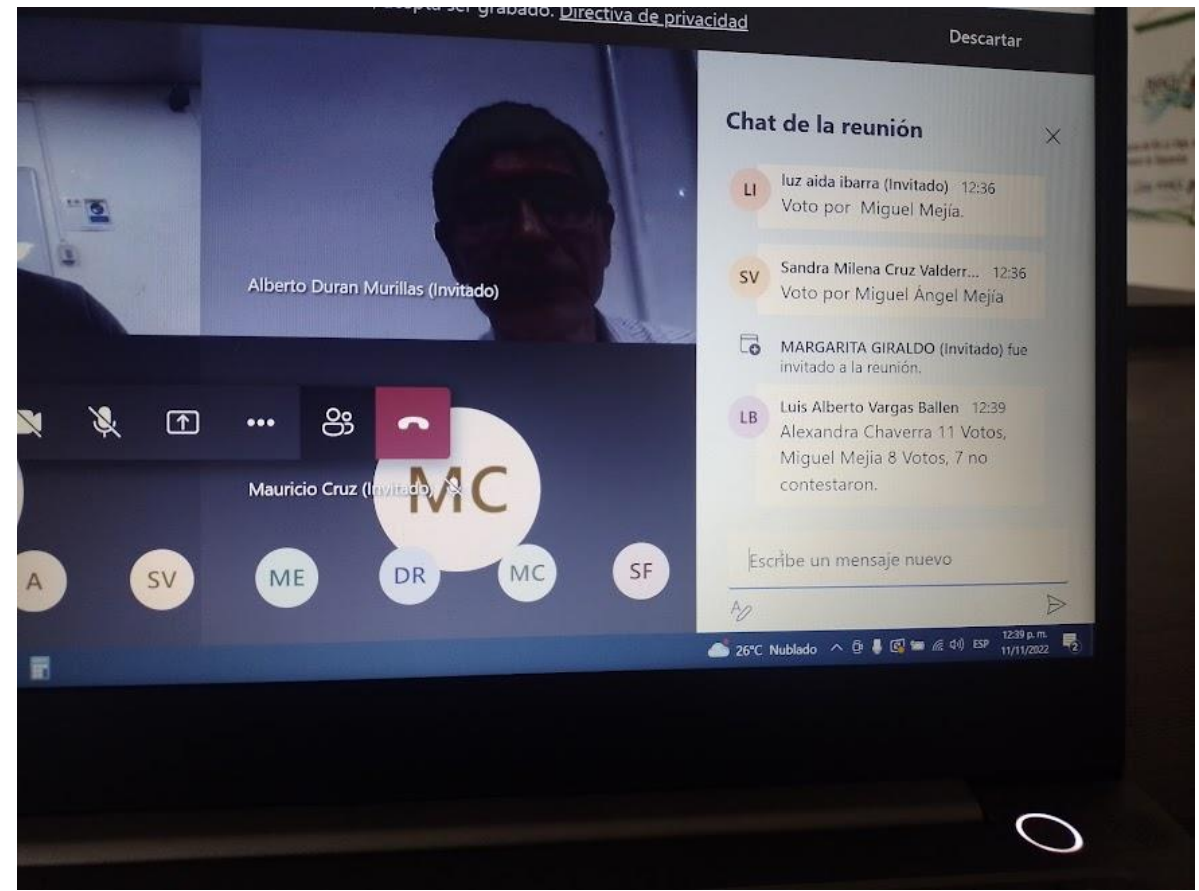 ser grabado. Directiva de privacidad
Descartar
Chat de la reunión
LI
luz aida ibarra (Invitado) 12:36
Voto por Miguel Mejía.
SV
Sandra Milena Cruz Valderr... 12:36
Voto por Miguel Ángel Mejía
MARGARITA GIRALDO (Invitado) fue
invitado a la reunión.
LB
Luis Alberto Vargas Ballen 12:39
Alexandra Chaverra 11 Votos,
Miguel Mejia 8 Votos, 7 no
contestaron.
Escribe un mensaje nuevo
Alberto Duran Murillas (Invitado)
MC
Mauricio Cruz (Invitado)
A
SV
ME
DR
MC
SF
26°C Nublado
ESP
12:39 p. m.
11/11/2022
2